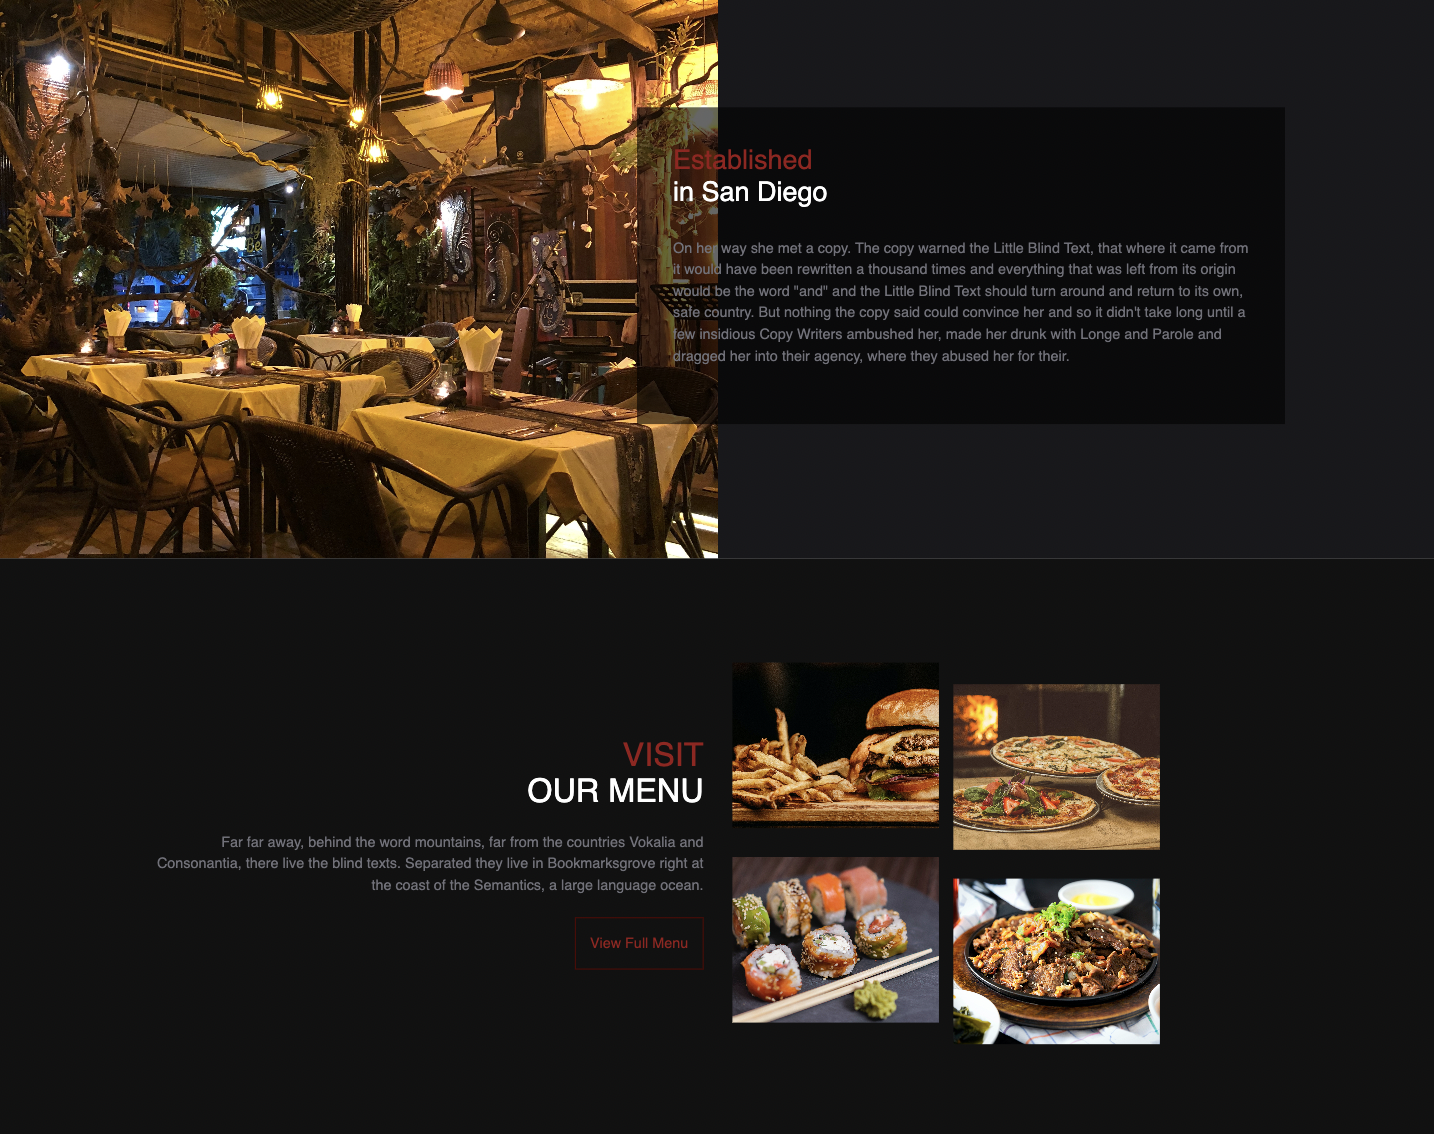 Established
in San Diego
On her way she met a copy. The copy warned the Little Blind Text, that where it came from
it would have been rewritten a thousand times and everything that was left from its origin
would be the word "and" and the Little Blind Text should turn around and return to its own,
safe country. But nothing the copy said could convince her and so it didn't take long until a
few insidious Copy Writers ambushed her, made her drunk with Longe and Parole and
dragged her into their agency, where they abused her for their.
VISIT
OUR MENU
Far far away, behind the word mountains, far from the countries Vokalia and
Consonantia, there live the blind texts. Separated they live in Bookmarksgrove right at
the coast of the Semantics, a large language ocean.
View Full Menu